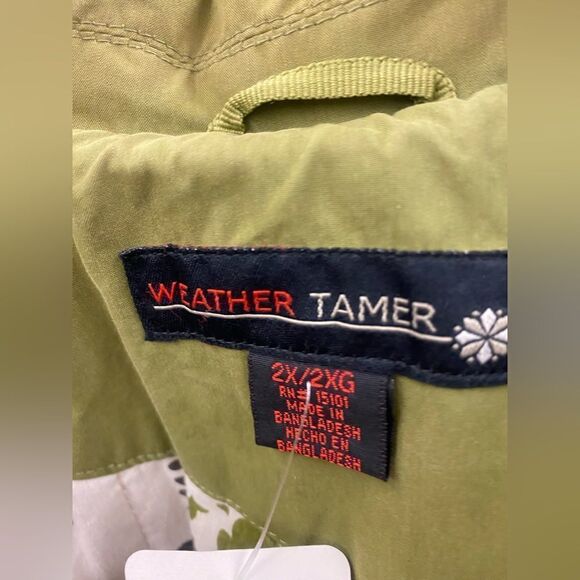 WEATHER TAMER
2X/2XG
RN# 15101
MADE IN
BANGLADESH
HECHO EN
BANGLADESH